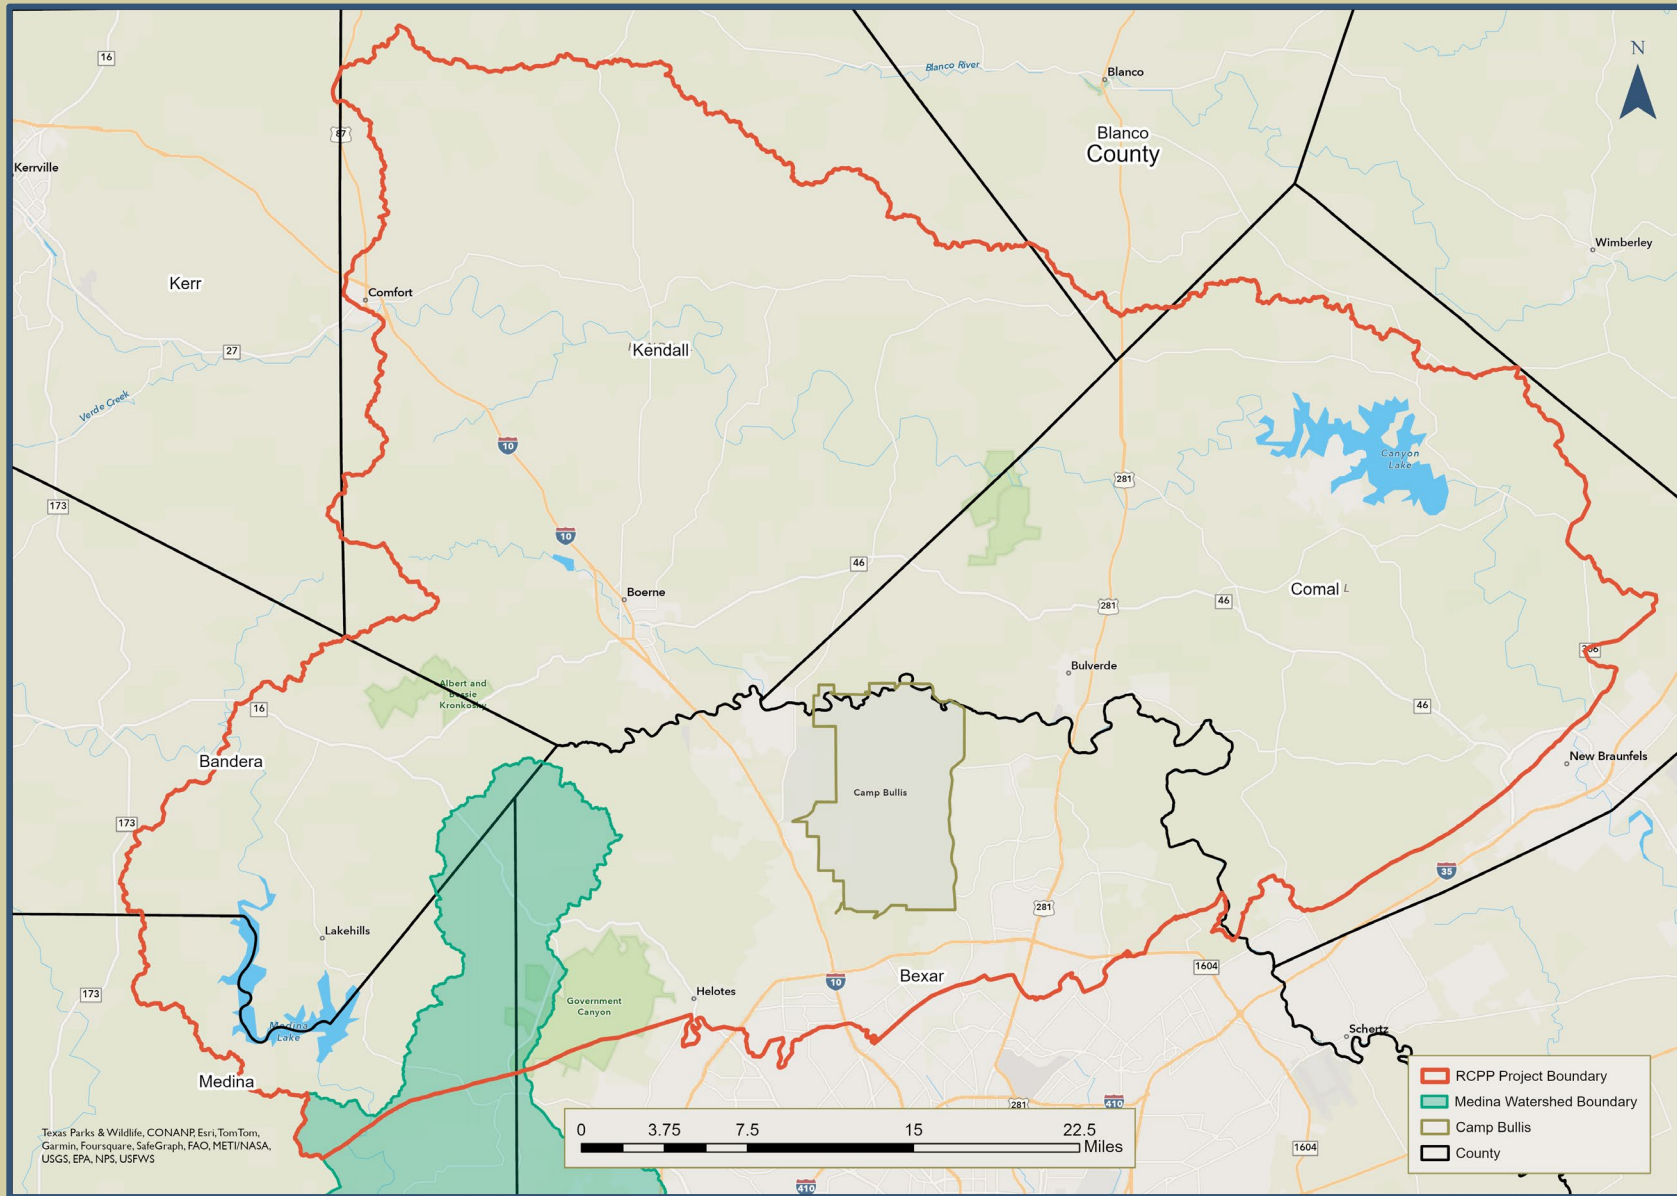 N
16
Blanco River
Blanco
Blanco
County
87
Kerrville
Wimberley
Kerr
Comfort
27
Kendall
Verde Creek
10
Canyon
Lake
281
173
10
46
Boerne
Comal
46
281
206
Bulverde
Albert and
Bessie
Kronkosky
16
46
Bandera
New Braunfels
Camp Bullis
173
35
281
Lakehills
1604
Bexar
10
173
Helotes
Government
Canyon
Medina
Lake
Schertz
Medina
281
410
1604
410
0 3.75 7.5 15 22.5
Miles
RCPP Project Boundary
Medina Watershed Boundary
Camp Bullis
County
Texas Parks & Wildlife, CONANP, Esri, TomTom,
Garmin, Foursquare, SafeGraph, FAO, METI/NASA,
USGS, EPA, NPS, USFWS